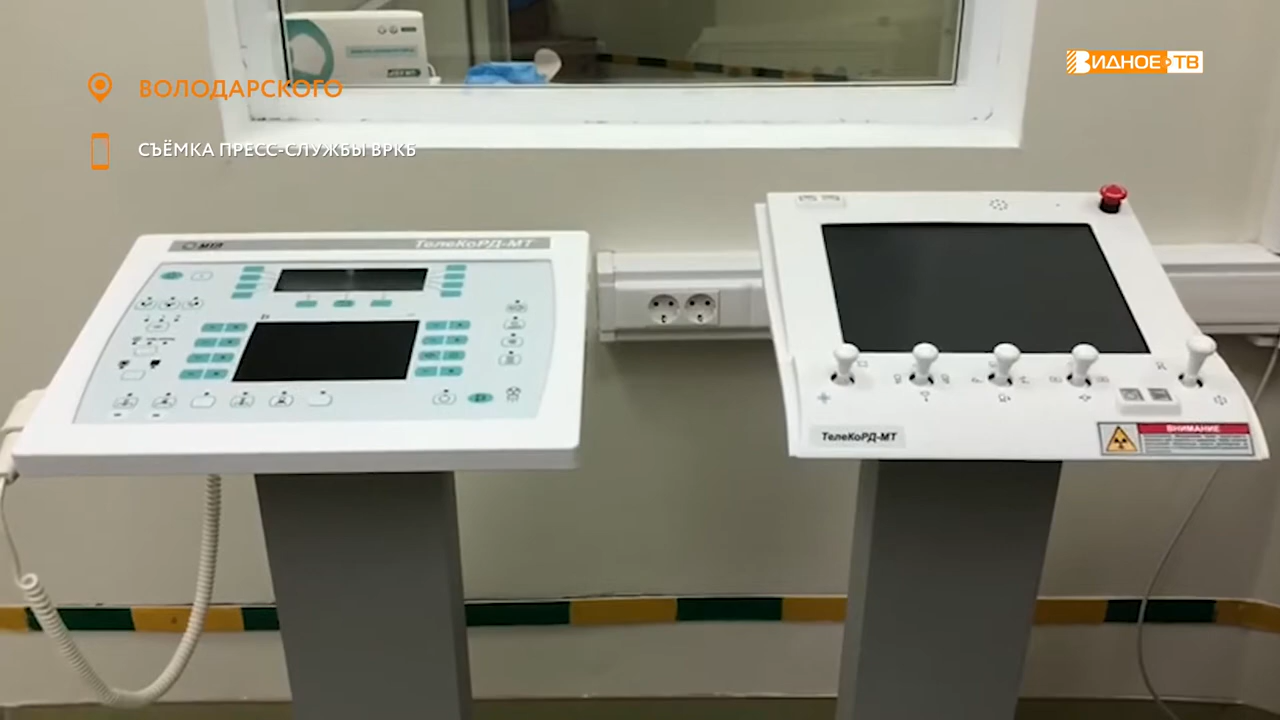 ВОЛОДАРСКОГО
СЪЁМКА ПРЕСС-СЛУЖБЫ ВРКБ
ВИДНОЕ-ТВ
МТЛ
ТелеКоРД-МТ
ТелеКоРД-МТ
ВНИМАНИЕ